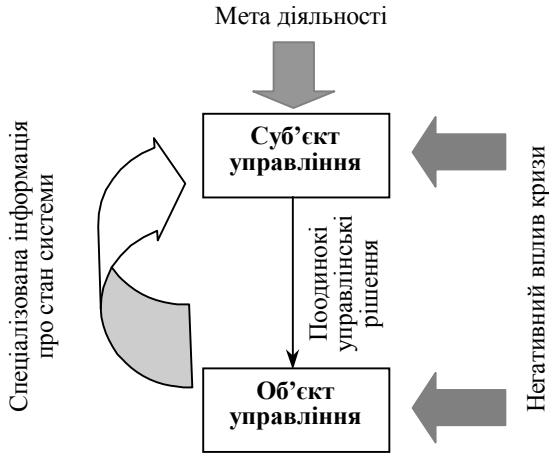 Мета діяльності
Суб’єкт
управління
Спеціалізована інформація
про стан системи
Поодинокі
управлінські
рішення
Негативний вплив кризи
Об’єкт
управління